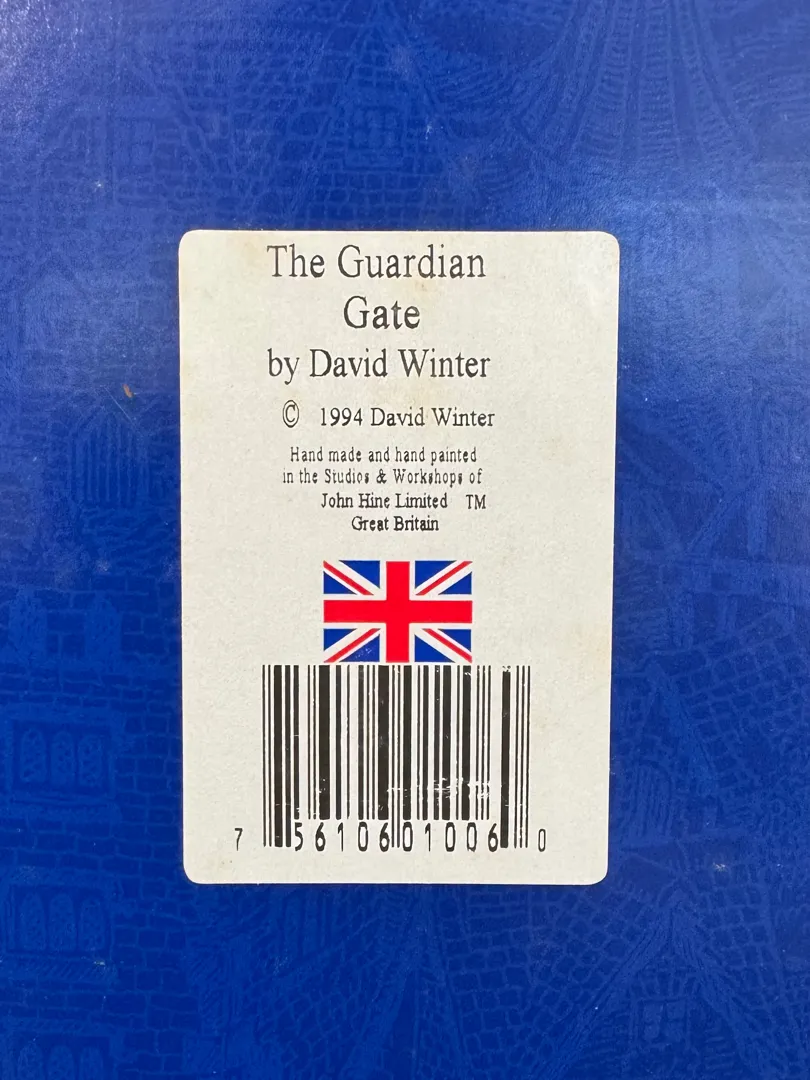 The Guardian
Gate
by David Winter
© 1994 David Winter
Hand made and hand painted
in the Studios & Workshops of
John Hine Limited TM
Great Britain
7 56106 01006 0